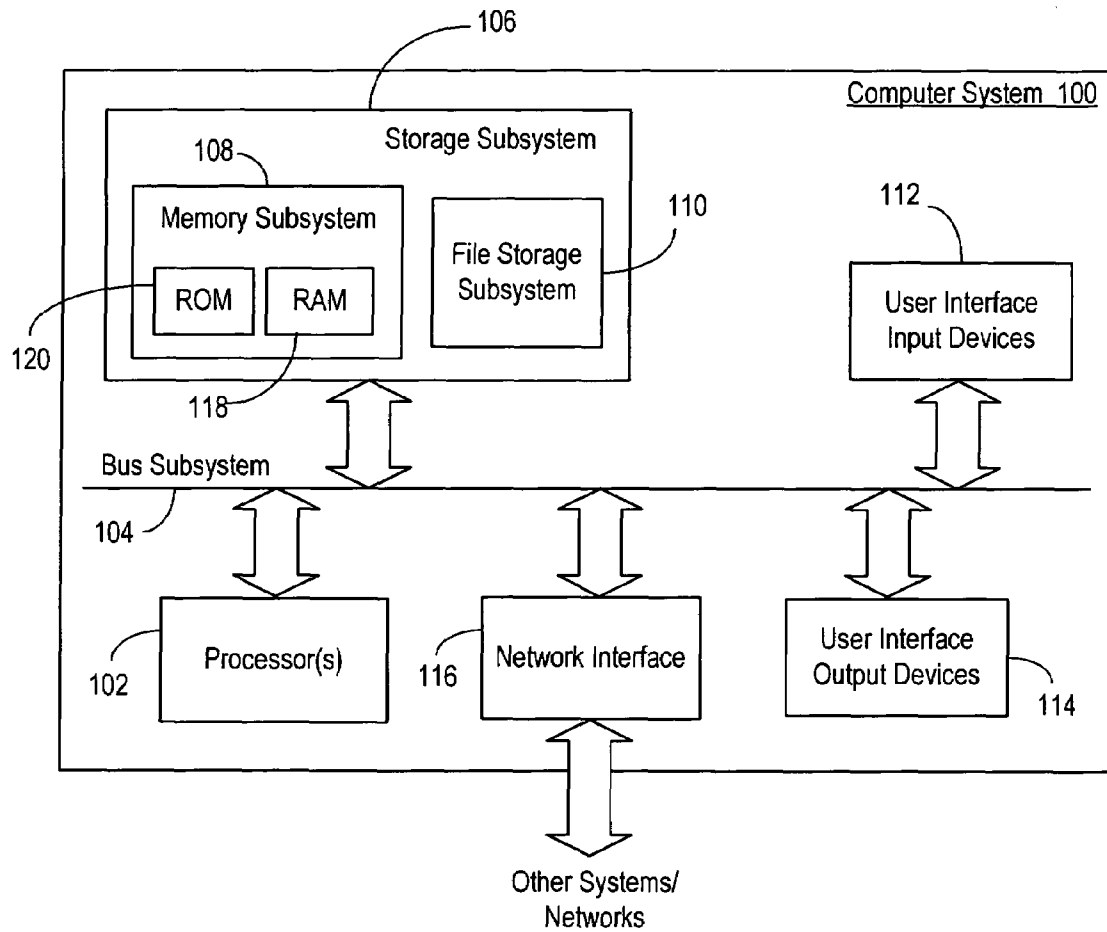 106
Computer System 100
Storage Subsystem
108
Memory Subsystem
ROM
RAM
120
118
File Storage
Subsystem
110
112
User Interface
Input Devices
Bus Subsystem
104
Processor(s)
102
Network Interface
116
User Interface
Output Devices
114
Other Systems/
Networks